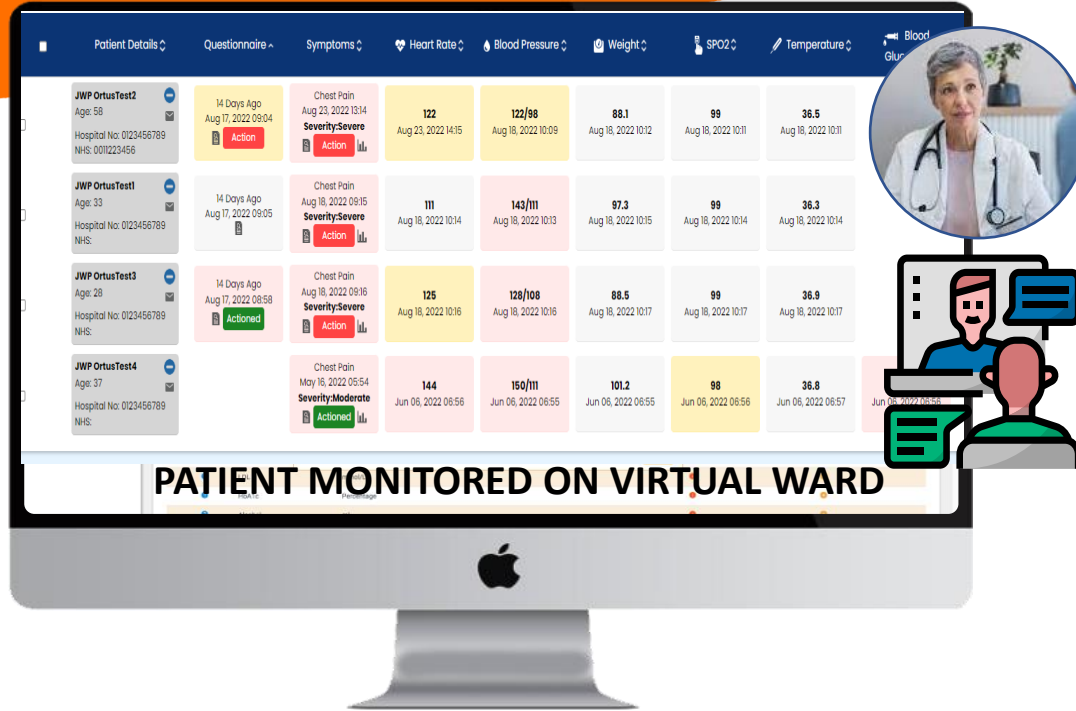 Patient Details Questionnaire Symptoms Heart Rate Blood Pressure Weight SPO2 Temperature Blood
JWP OrtusTest2
Age: 58
Hospital No: 0123456789
NHS: 0011223456
14 Days Ago
Aug 17, 2022 09:04
Action
Chest Pain
Aug 23, 2022 13:14
Severity:Severe
Action
122
Aug 23, 2022 14:15
122/98
Aug 18, 2022 10:09
88.1
Aug 18, 2022 10:12
99
Aug 18, 2022 10:11
36.5
Aug 18, 2022 10:11
JWP OrtusTest1
Age: 33
Hospital No: 0123456789
NHS:
14 Days Ago
Aug 17, 2022 09:05
Chest Pain
Aug 18, 2022 09:15
Severity:Severe
Action
111
Aug 18, 2022 10:14
143/111
Aug 18, 2022 10:13
97.3
Aug 18, 2022 10:15
99
Aug 18, 2022 10:14
36.3
Aug 18, 2022 10:14
JWP OrtusTest3
Age: 28
Hospital No: 0123456789
NHS:
14 Days Ago
Aug 17, 2022 08:58
Actioned
Chest Pain
Aug 18, 2022 09:16
Severity:Severe
Action
125
Aug 18, 2022 10:16
128/108
Aug 18, 2022 10:16
88.5
Aug 18, 2022 10:17
99
Aug 18, 2022 10:17
36.9
Aug 18, 2022 10:17
JWP OrtusTest4
Age: 37
Hospital No: 0123456789
NHS:
Chest Pain
May 16, 2022 05:54
Severity:Moderate
Actioned
144
Jun 06, 2022 06:56
150/111
Jun 06, 2022 06:55
101.2
Jun 06, 2022 06:55
98
Jun 06, 2022 06:56
36.8
Jun 06, 2022 06:57
Jun 06, 2022 06:56
PATIENT MONITORED ON VIRTUAL WARD
HbA1c Percentage